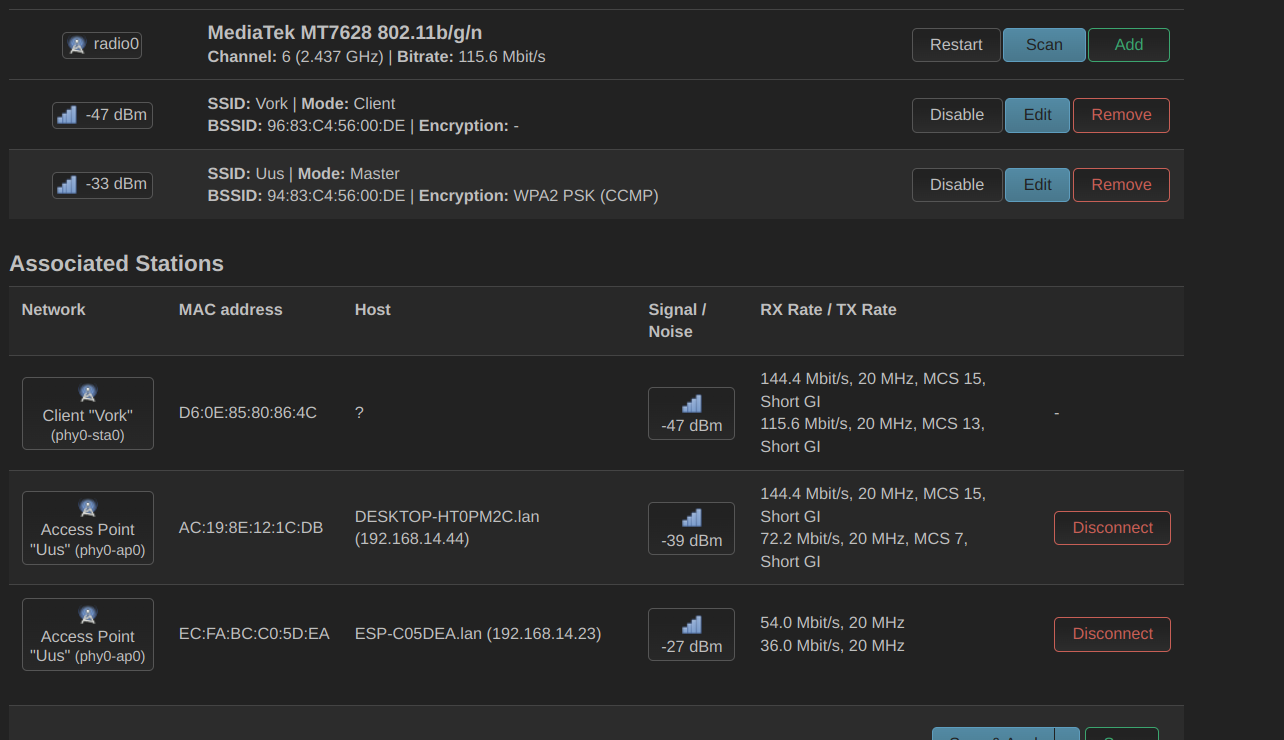 radio0
MediaTek MT7628 802.11b/g/n
Channel: 6 (2.437 GHz) | Bitrate: 115.6 Mbit/s
Restart
Scan
Add
-47 dBm
SSID: Vork | Mode: Client
BSSID: 96:83:C4:56:00:DE | Encryption: -
Disable
Edit
Remove
-33 dBm
SSID: Uus | Mode: Master
BSSID: 94:83:C4:56:00:DE | Encryption: WPA2 PSK (CCMP)
Disable
Edit
Remove
Associated Stations
Network
MAC address
Host
Signal /
Noise
RX Rate / TX Rate
Client "Vork"
(phy0-sta0)
D6:0E:85:80:86:4C
?
-47 dBm
144.4 Mbit/s, 20 MHz, MCS 15,
Short GI
115.6 Mbit/s, 20 MHz, MCS 13,
Short GI
-
Access Point
"Uus" (phy0-ap0)
AC:19:8E:12:1C:DB
DESKTOP-HT0PM2C.lan
(192.168.14.44)
-39 dBm
144.4 Mbit/s, 20 MHz, MCS 15,
Short GI
72.2 Mbit/s, 20 MHz, MCS 7,
Short GI
Disconnect
Access Point
"Uus" (phy0-ap0)
EC:FA:BC:C0:5D:EA
ESP-C05DEA.lan (192.168.14.23)
-27 dBm
54.0 Mbit/s, 20 MHz
36.0 Mbit/s, 20 MHz
Disconnect